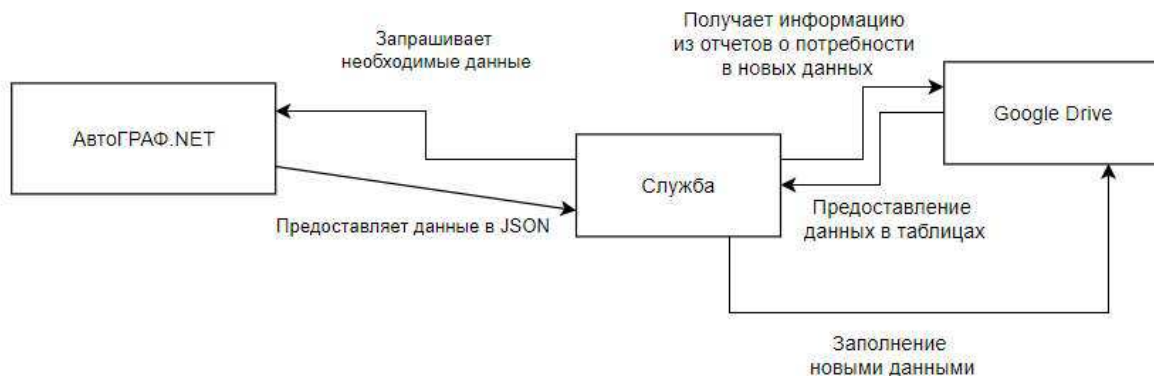 Получает информацию
из отчетов о потребности
в новых данных
Запрашивает
необходимые данные
АвтоГРАФ.NET
Google Drive
Служба
Предоставляет данные в JSON
Предоставление
данных в таблицах
Заполнение
новыми данными